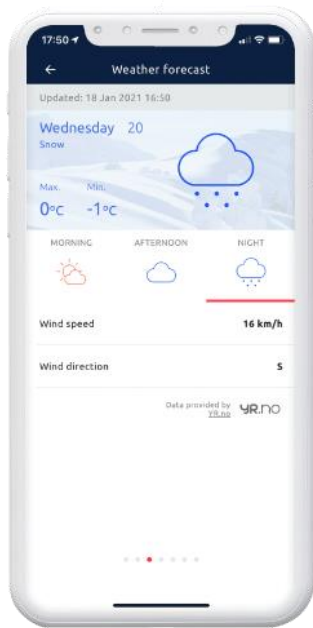 17:50
Weather forecast
Updated: 18 Jan 2021 16:50
Wednesday 20
Snow
Max. Min.
0°C -1°C
MORNING AFTERNOON NIGHT
Wind speed 16 km/h
Wind direction S
Data provided by
YR.no
YR.NO